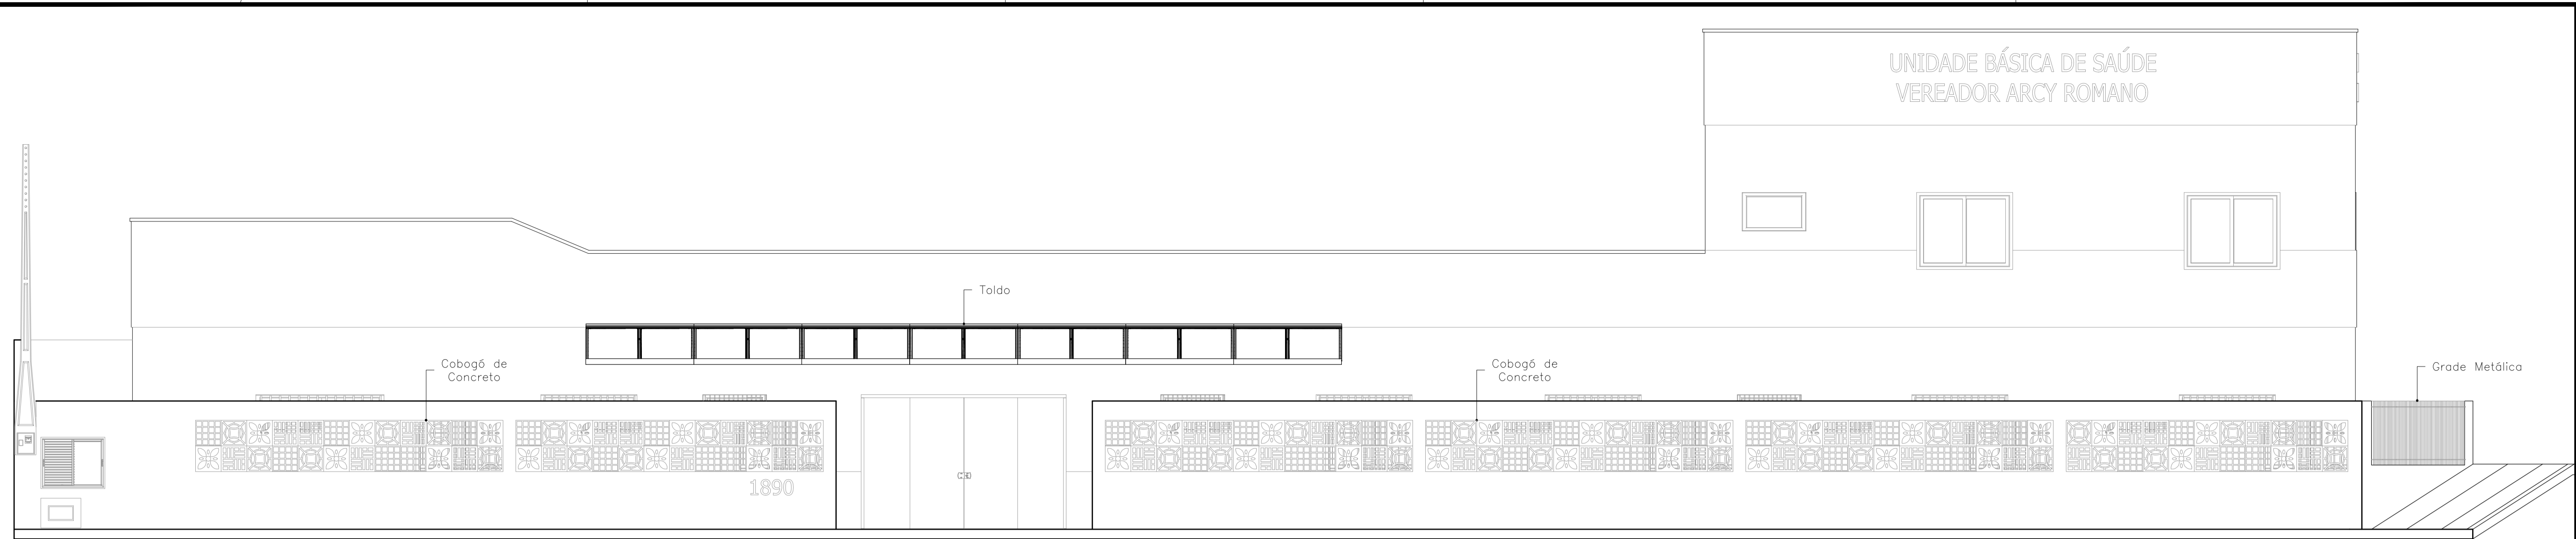 UNIDADE BÁSICA DE SAÚDE
VEREADOR ARCY ROMANO
Toldo
Cobogó de
Concreto
Cobogó de
Concreto
Grade Metálica
1890